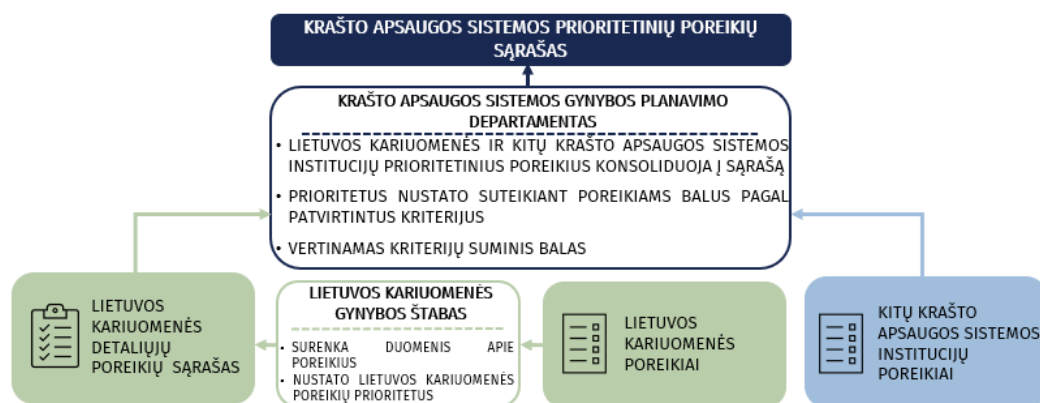 KRAŠTO APSAUGOS SISTEMOS PRIORITETINIŲ POREIKIŲ
SĄRAŠAS
KRAŠTO APSAUGOS SISTEMOS GYNYBOS PLANAVIMO
DEPARTAMENTAS
• LIETUVOS KARIUOMENĖS IR KITŲ KRAŠTO APSAUGOS SISTEMOS
INSTITUCIJŲ PRIORITETINIUS POREIKIUS KONSOLIDUOJA Į SĄRAŠĄ
• PRIORITETUS NUSTATO SUTEIKIANT POREIKIAMS BALUS PAGAL
PATVIRTINTUS KRITERIJUS
• VERTINAMAS KRITERIJŲ SUMINIS BALAS
LIETUVOS
KARIUOMENĖS
DETALIŲJŲ
POREIKIŲ SĄRAŠAS
LIETUVOS KARIUOMENĖS
GYNYBOS ŠTABAS
• SURENKA DUOMENIS APIE
POREIKIUS
• NUSTATO LIETUVOS KARIUOMENĖS
POREIKIŲ PRIORITETUS
LIETUVOS
KARIUOMENĖS
POREIKIAI
KITŲ KRAŠTO
APSAUGOS SISTEMOS
INSTITUCIJŲ
POREIKIAI